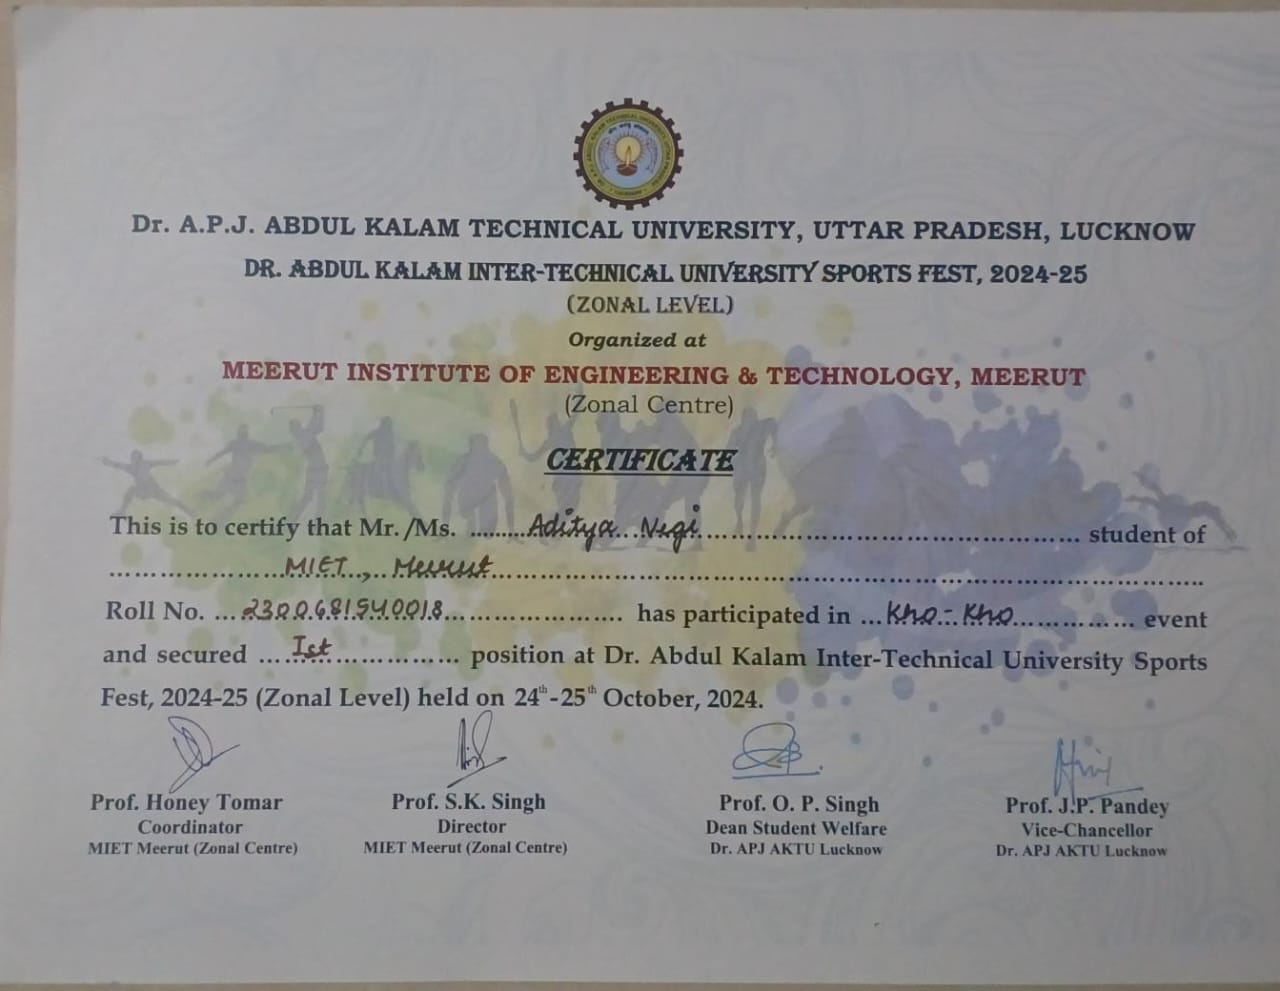 Dr. A.P.J. ABDUL KALAM TECHNICAL UNIVERSITY, UTTAR PRADESH, LUCKNOW
DR. ABDUL KALAM INTER-TECHNICAL UNIVERSITY SPORTS FEST, 2024-25
(ZONAL LEVEL)
Organized at
MEERUT INSTITUTE OF ENGINEERING & TECHNOLOGY, MEERUT
(Zonal Centre)
CERTIFICATE
This is to certify that Mr./Ms. Aditya Negi student of
MIET, Meerut
Roll No. 2300681540018 has participated in Kho-Kho event
and secured Ist position at Dr. Abdul Kalam Inter-Technical University Sports
Fest, 2024-25 (Zonal Level) held on 24th-25th October, 2024.
Prof. Honey Tomar Prof. S.K. Singh Prof. O. P. Singh Prof. J.P. Pandey
Coordinator Director Dean Student Welfare Vice-Chancellor
MIET Meerut (Zonal Centre) MIET Meerut (Zonal Centre) Dr. APJ AKTU Lucknow Dr. APJ AKTU Lucknow